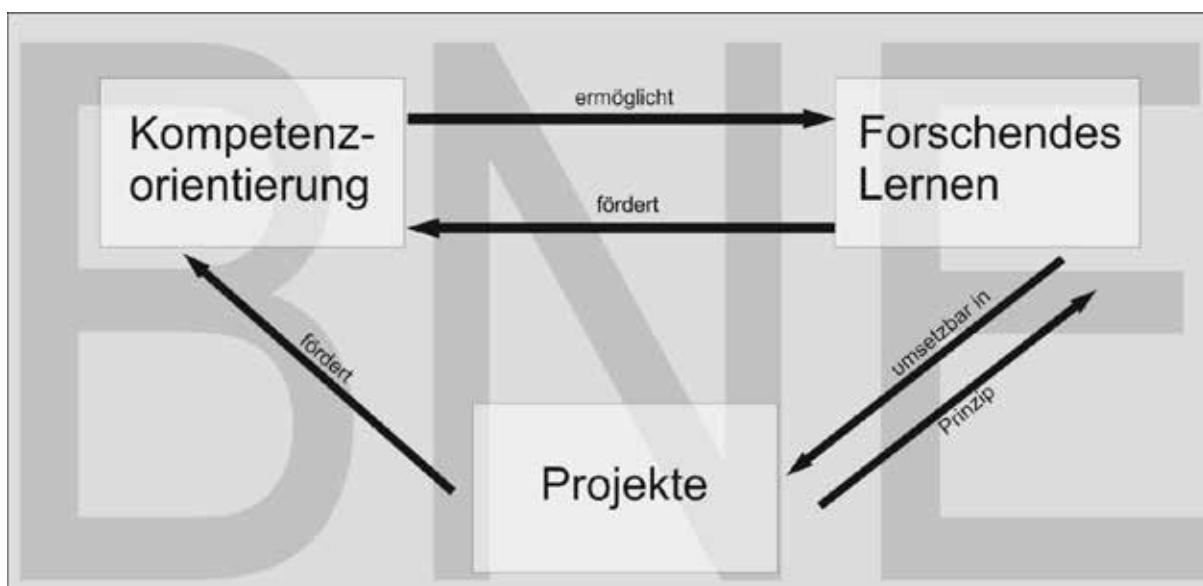 BNE
Kompetenz-
orientierung
ermöglicht
Forschendes
Lernen
fördert
fördert
umsetzbar in
Prinzip
Projekte